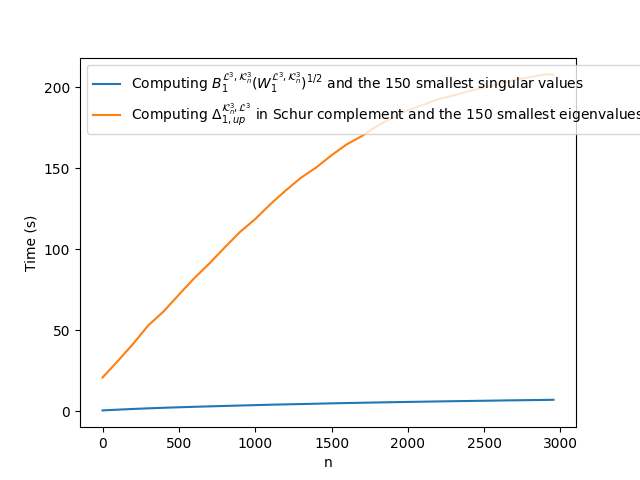 Computing $B_1^{\mathcal{L}^3,\mathcal{K}_n^3}(W_1^{\mathcal{L}^3,\mathcal{K}_n^3})^{1/2}$ and the 150 smallest singular values
Computing $\Delta_{1,up}^{\mathcal{K}_n^3,\mathcal{L}^3}$ in Schur complement and the 150 smallest eigenvalues
200
150
100
50
0
Time (s)
0 500 1000 1500 2000 2500 3000
n